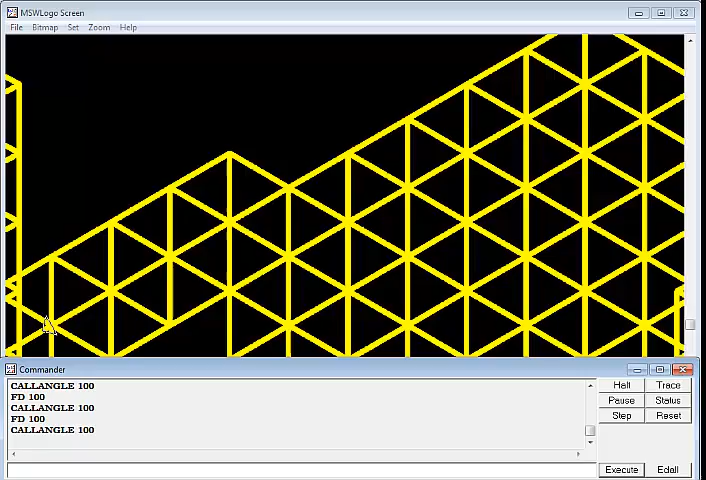 MSWLogo Screen
File Bitmap Set Zoom Help
Commander
CALLANGLE 100
FD 100
CALLANGLE 100
FD 100
CALLANGLE 100
Halt Trace
Pause Status
Step Reset
Execute Edall